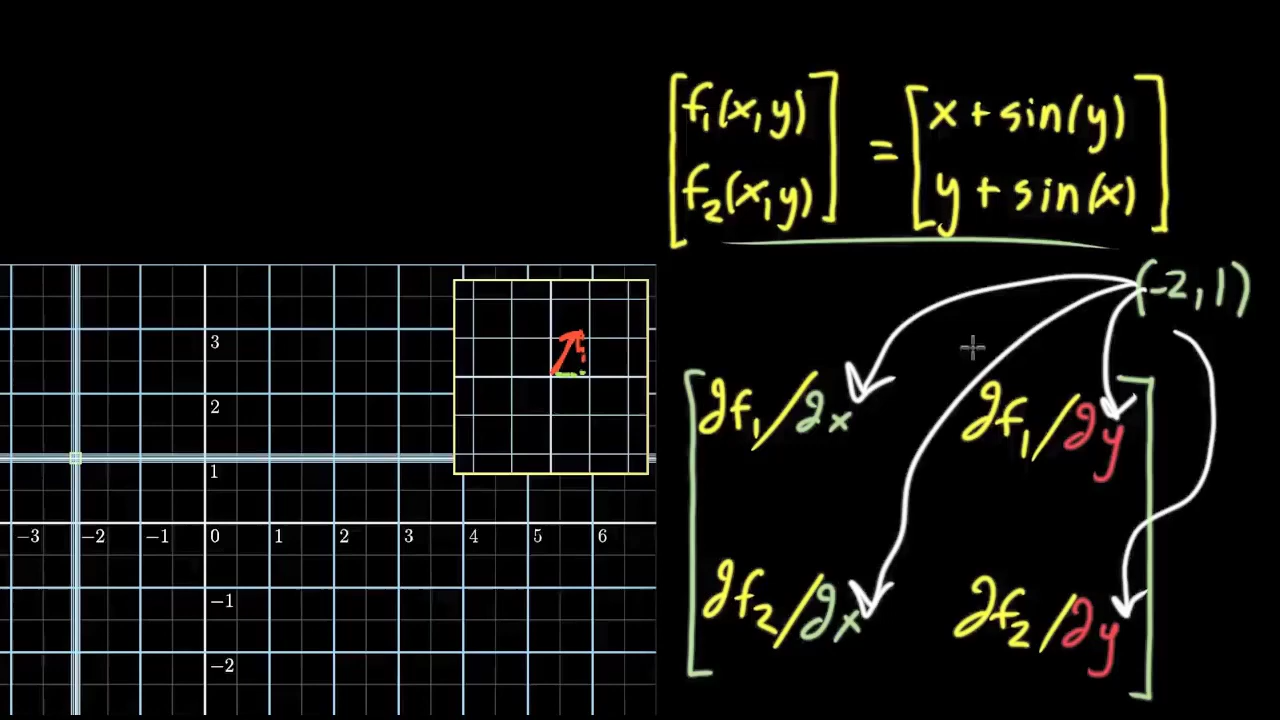 [f₁(x,y)] = [x + sin(y)]
[f₂(x,y)] = [y + sin(x)]
(-2, 1)
∂f₁/∂x ∂f₁/∂y
∂f₂/∂x ∂f₂/∂y
3
2
1
−3 −2 −1 0 1 2 3 4 5 6
−1
−2